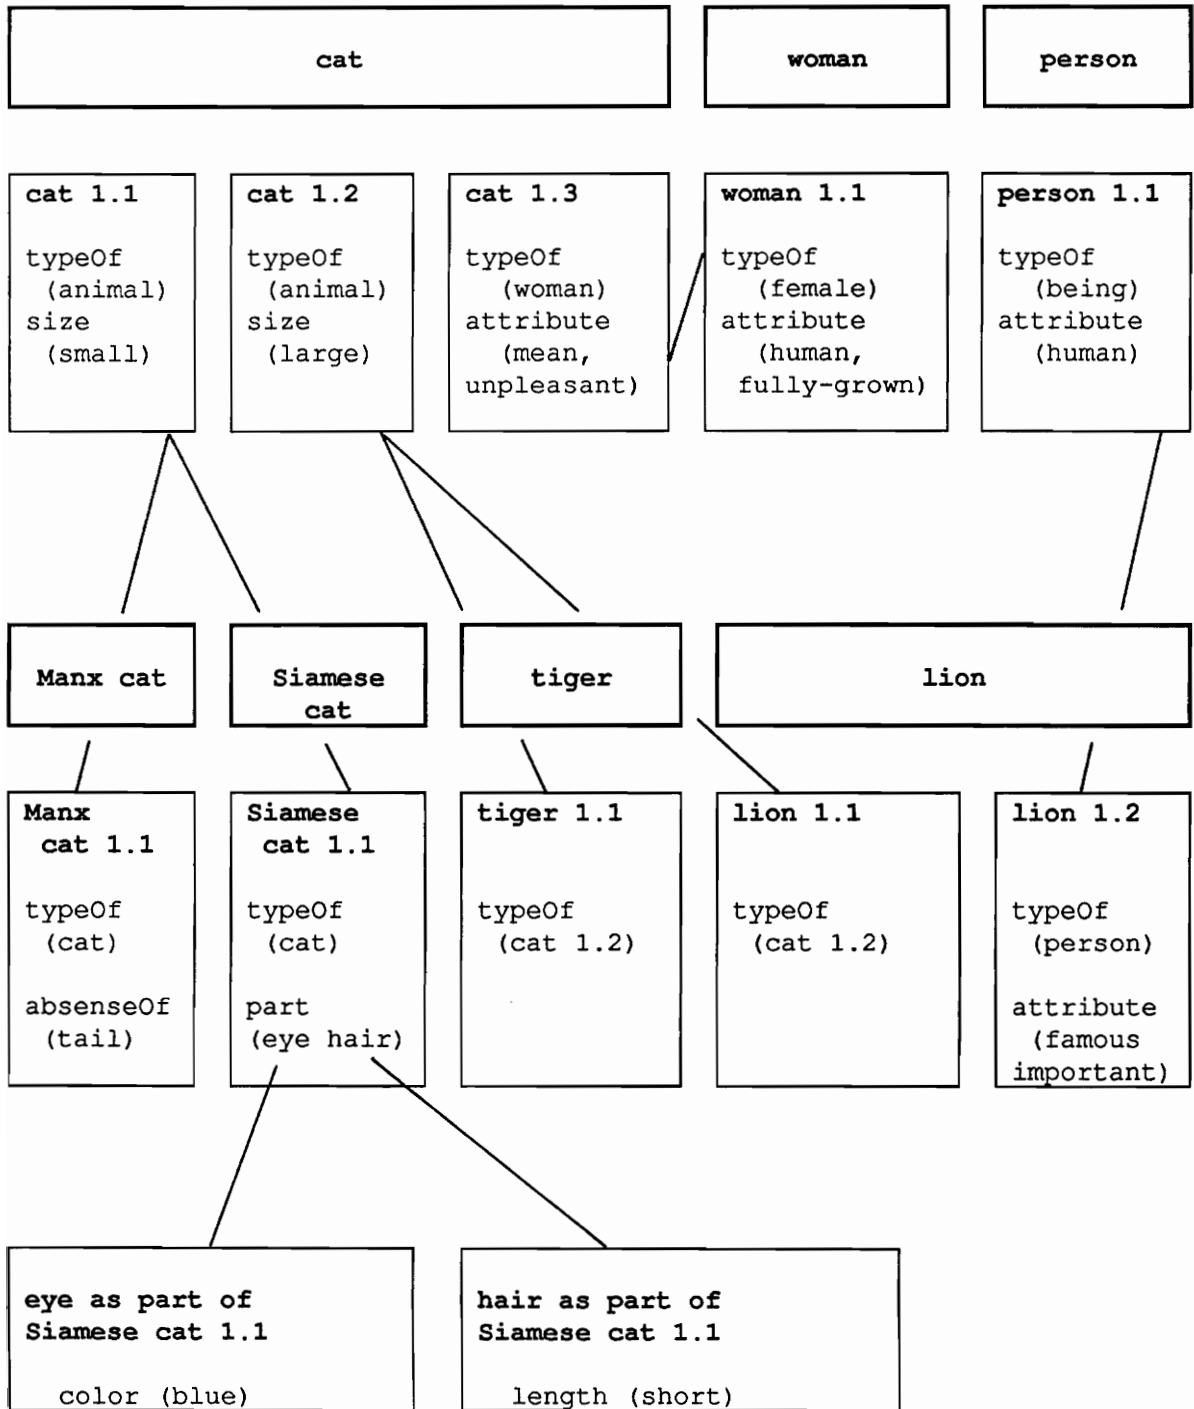 cat
woman
person
cat 1.1
typeOf
(animal)
size
(small)
cat 1.2
typeOf
(animal)
size
(large)
cat 1.3
typeOf
(woman)
attribute
(mean,
unpleasant)
woman 1.1
typeOf
(female)
attribute
(human,
fully-grown)
person 1.1
typeOf
(being)
attribute
(human)
Manx cat
Siamese
cat
tiger
lion
Manx
cat 1.1
typeOf
(cat)
absenseOf
(tail)
Siamese
cat 1.1
typeOf
(cat)
part
(eye hair)
tiger 1.1
typeOf
(cat 1.2)
lion 1.1
typeOf
(cat 1.2)
lion 1.2
typeOf
(person)
attribute
(famous
important)
eye as part of
Siamese cat 1.1
color (blue)
hair as part of
Siamese cat 1.1
length (short)